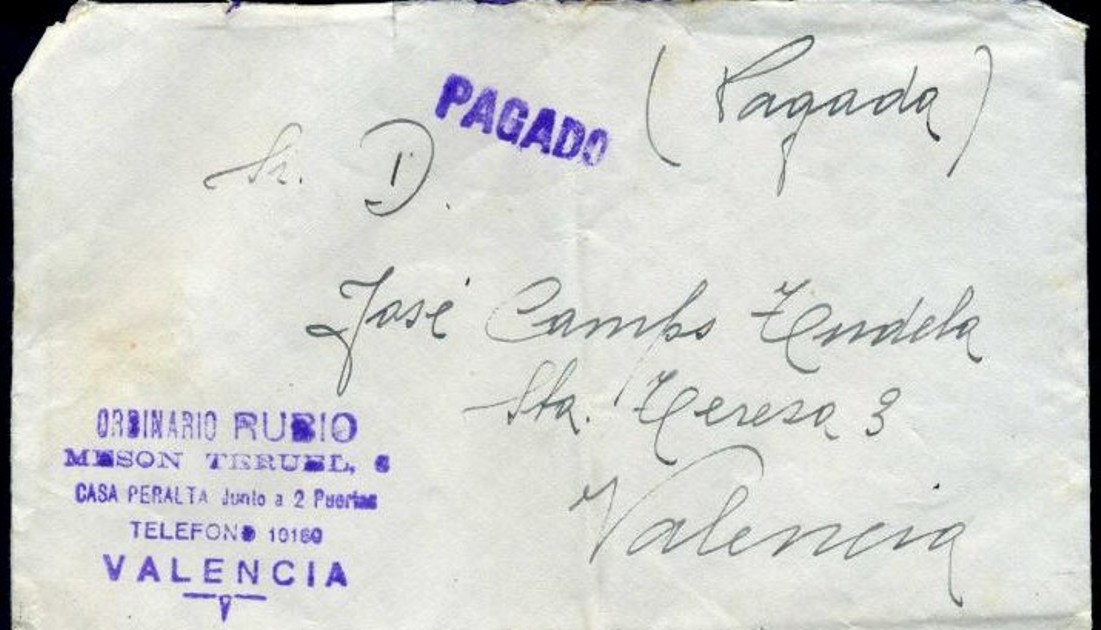 (Pagada)
PAGADO
Sr. D.
José Camps Tudela
Sta. Teresa 3
Valencia
ORDINARIO RUBIO
MESON TERUEL, 6
CASA PERALTA Junto a 2 Puertas
TELEFONO 10160
VALENCIA